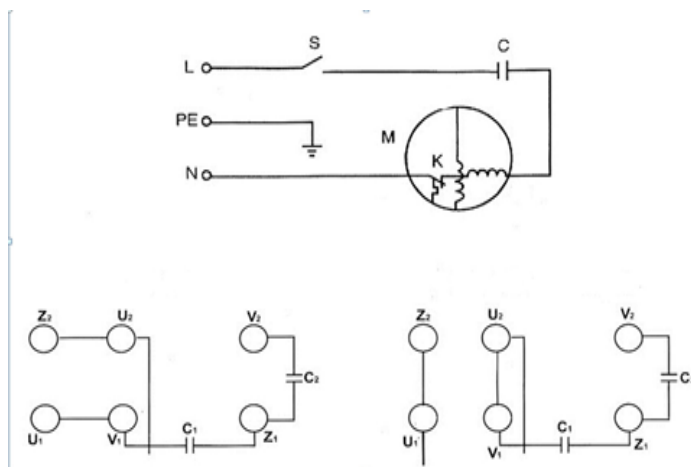 S C
L
PE M
K
N
Z₂ U₂ V₂ Z₂ U₂ V₂
C₂ C
U₁ V₁ C₁ Z₁ U₁ V₁ C₁ Z₁